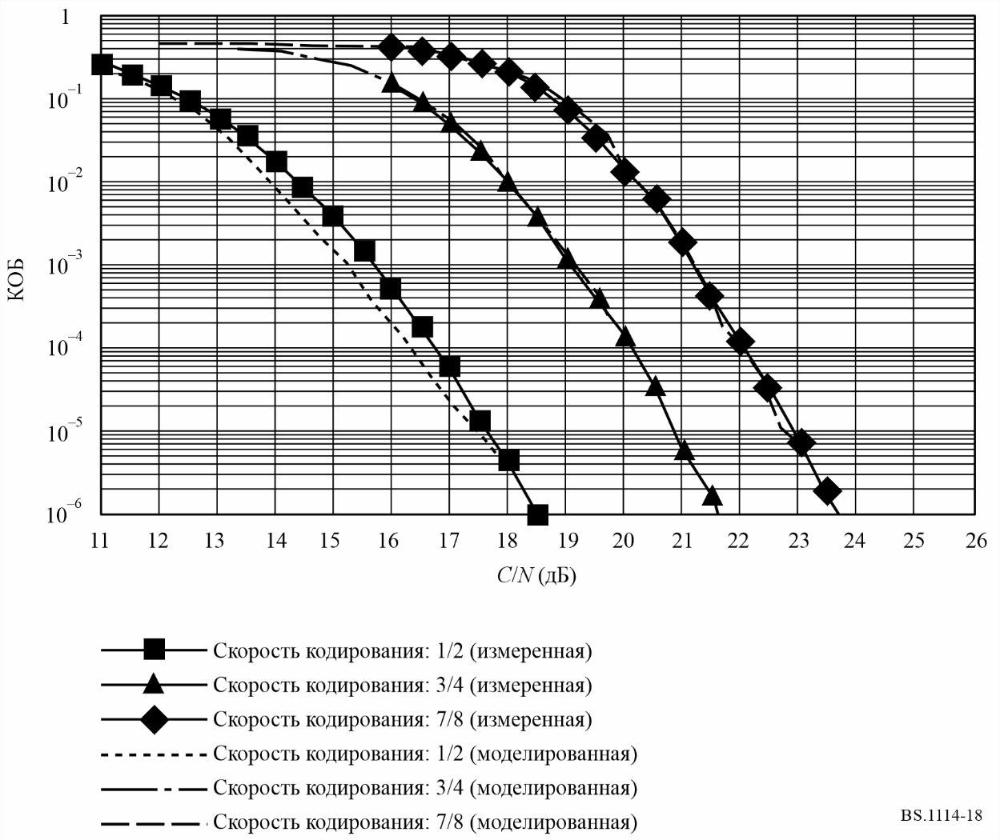 1
10–1
10–2
10–3
10–4
10–5
10–6
КОБ
11 12 13 14 15 16 17 18 19 20 21 22 23 24 25 26
C/N (дБ)
Скорость кодирования: 1/2 (измеренная)
Скорость кодирования: 3/4 (измеренная)
Скорость кодирования: 7/8 (измеренная)
Скорость кодирования: 1/2 (моделированная)
Скорость кодирования: 3/4 (моделированная)
Скорость кодирования: 7/8 (моделированная)
BS.1114-18